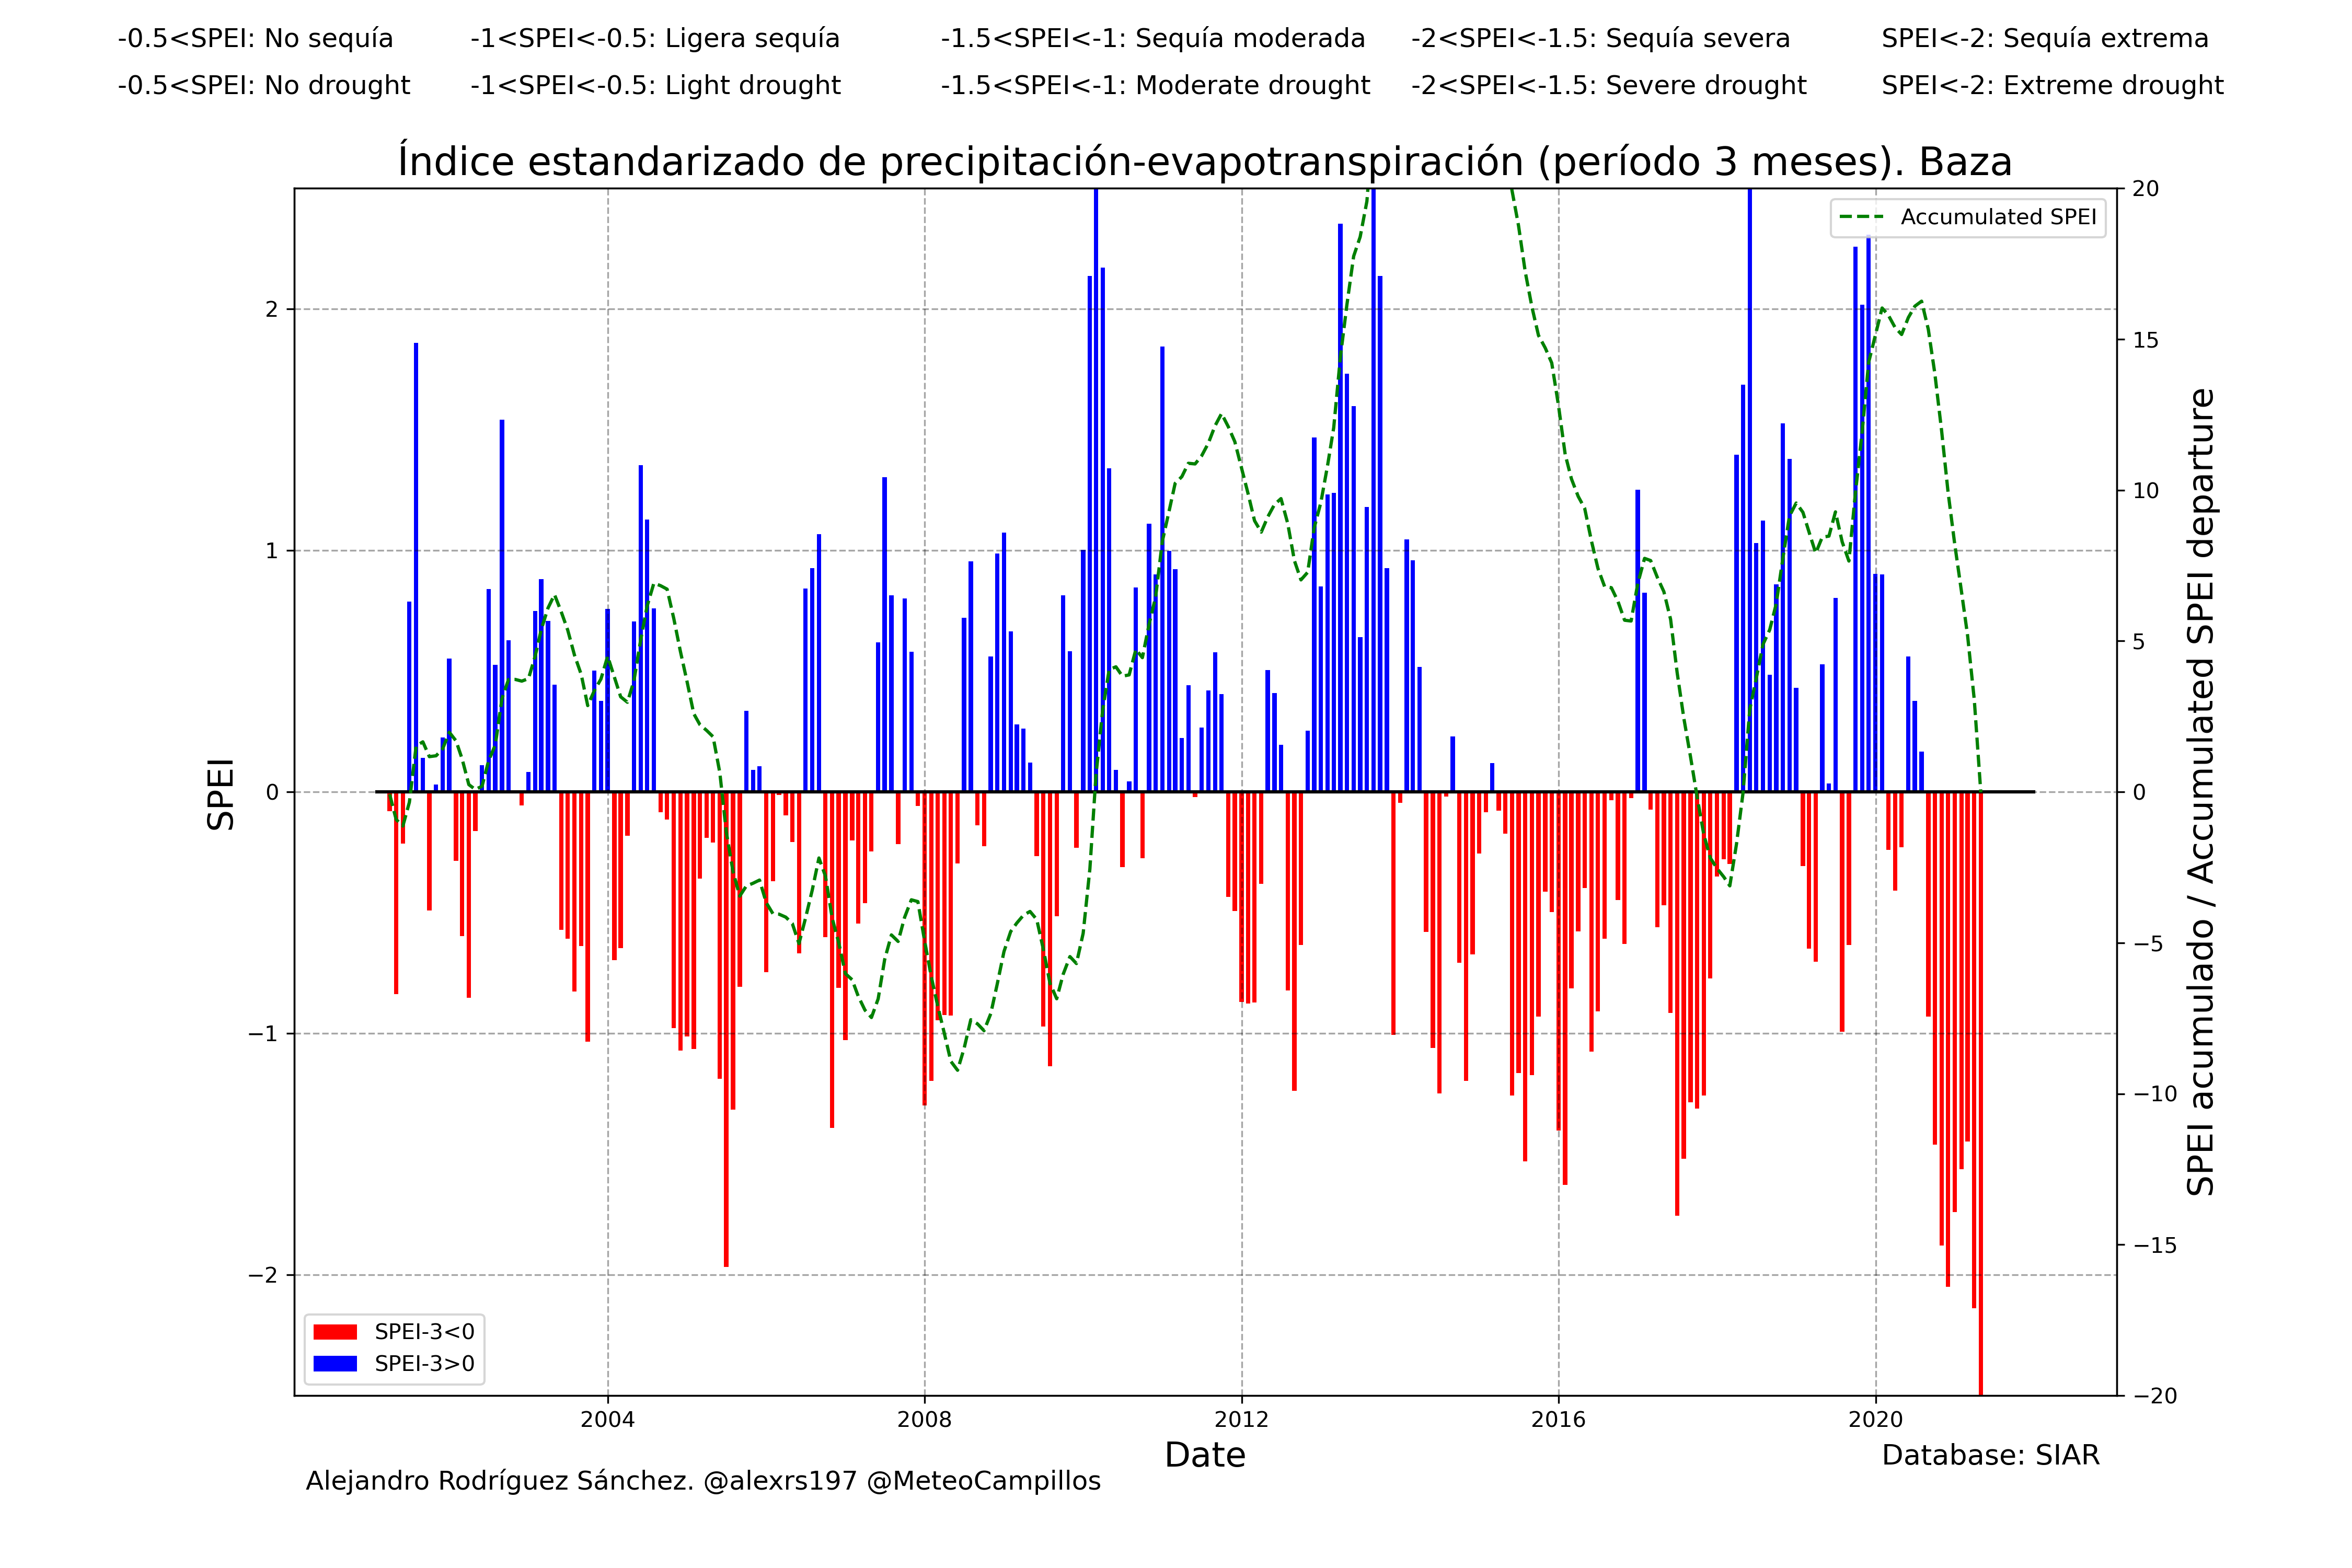 -0.5<SPEI: No sequía -1<SPEI<-0.5: Ligera sequía -1.5<SPEI<-1: Sequía moderada -2<SPEI<-1.5: Sequía severa SPEI<-2: Sequía extrema
-0.5<SPEI: No drought -1<SPEI<-0.5: Light drought -1.5<SPEI<-1: Moderate drought -2<SPEI<-1.5: Severe drought SPEI<-2: Extreme drought
Índice estandarizado de precipitación-evapotranspiración (período 3 meses). Baza
Accumulated SPEI
SPEI
2
1
0
−1
−2
20
15
10
5
0
−5
−10
−15
−20
SPEI acumulado / Accumulated SPEI departure
SPEI-3<0
SPEI-3>0
2004 2008 2012 2016 2020
Date
Database: SIAR
Alejandro Rodríguez Sánchez. @alexrs197 @MeteoCampillos